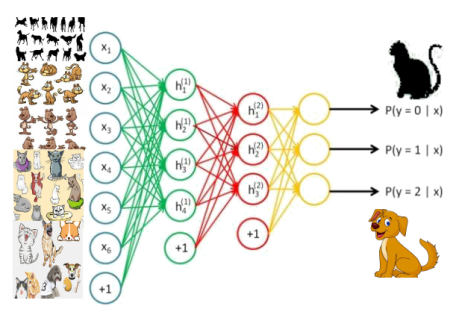 x₁
x₂
x₃
x₄
x₅
x₆
+1
h₁⁽¹⁾
h₂⁽¹⁾
h₃⁽¹⁾
h₄⁽¹⁾
+1
h₁⁽²⁾
h₂⁽²⁾
h₃⁽²⁾
+1
P(y = 0 | x)
P(y = 1 | x)
P(y = 2 | x)